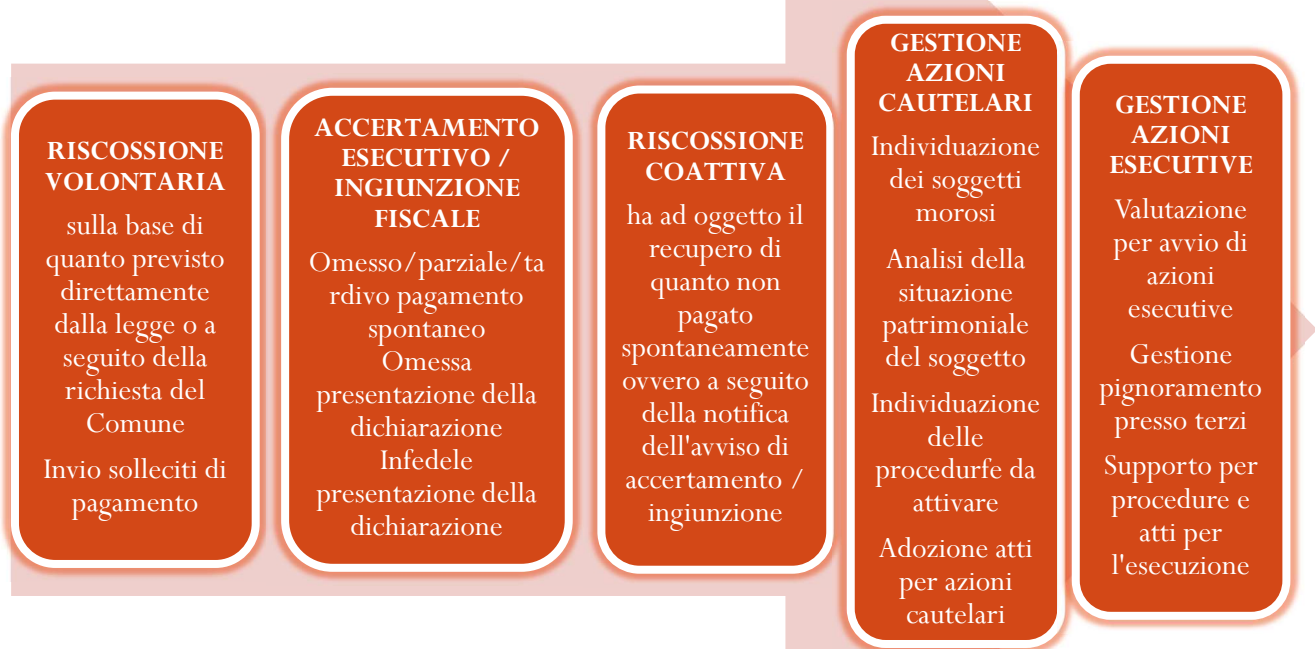 RISCOSSIONE
VOLONTARIA
sulla base di
quanto previsto
direttamente
dalla legge o a
seguito della
richiesta del
Comune
Invio solleciti di
pagamento
ACCERTAMENTO
ESECUTIVO /
INGIUNZIONE
FISCALE
Omesso/parziale/ta
rdivo pagamento
spontaneo
Omessa
presentazione della
dichiarazione
Infedele
presentazione della
dichiarazione
RISCOSSIONE
COATTIVA
ha ad oggetto il
recupero di
quanto non
pagato
spontaneamente
ovvero a seguito
della notifica
dell'avviso di
accertamento /
ingiunzione
GESTIONE
AZIONI
CAUTELARI
Individuazione
dei soggetti
morosi
Analisi della
situazione
patrimoniale
del soggetto
Individuazione
delle
procedurfe da
attivare
Adozione atti
per azioni
cautelari
GESTIONE
AZIONI
ESECUTIVE
Valutazione
per avvio di
azioni
esecutive
Gestione
pignoramento
presso terzi
Supporto per
procedure e
atti per
l'esecuzione